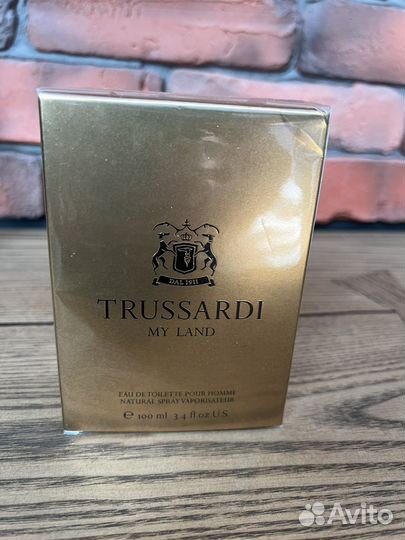 DAL 1911
TRUSSARDI
MY LAND
EAU DE TOILETTE POUR HOMME
NATURAL SPRAY VAPORISATEUR
e 100 ml 3 4 fl oz U.S
Avito